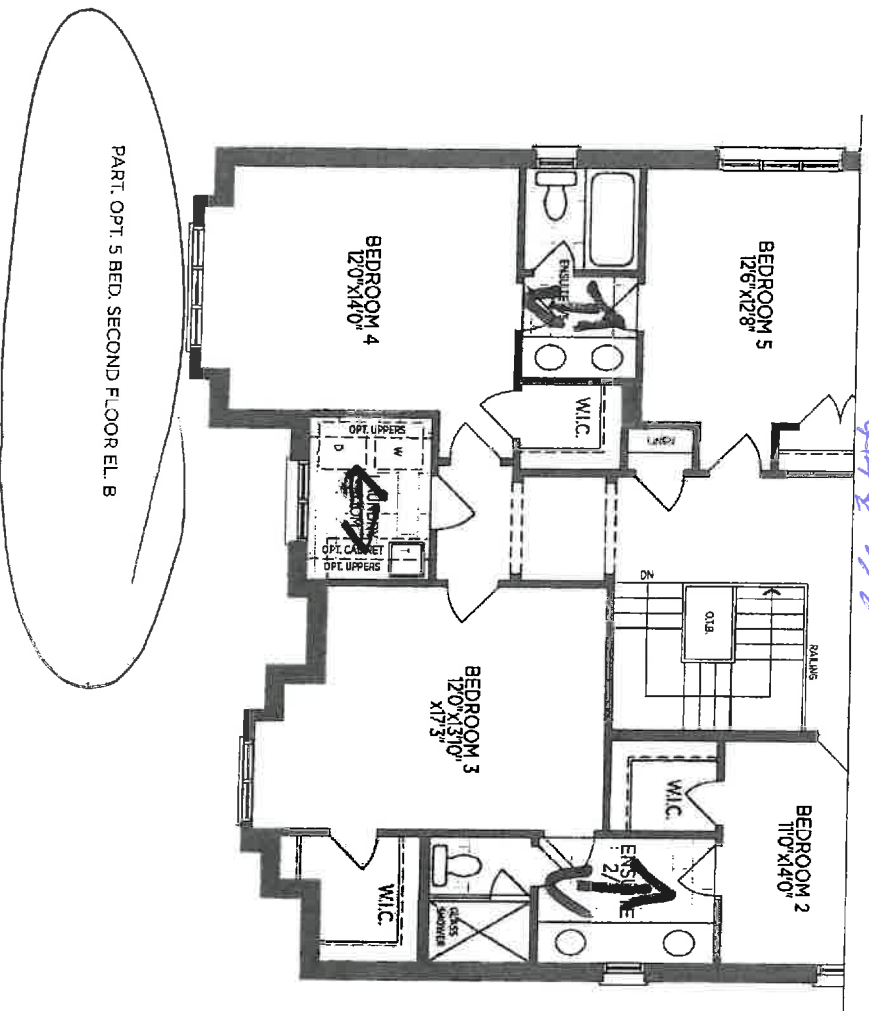 BEDROOM 5
12'6"x12'8"
BEDROOM 4
12'0"x14'0"
W.I.C.
OPT. UPPERS
D
W
OPT. CABINET
OPT. UPPERS
DN
O.T.B.
RAILING
BEDROOM 3
12'0"x13'10"
x17'3"
W.I.C.
BEDROOM 2
11'0"x14'0"
W.I.C.
GLASS
SHOWER
PART. OPT. 5 BED. SECOND FLOOR EL. B